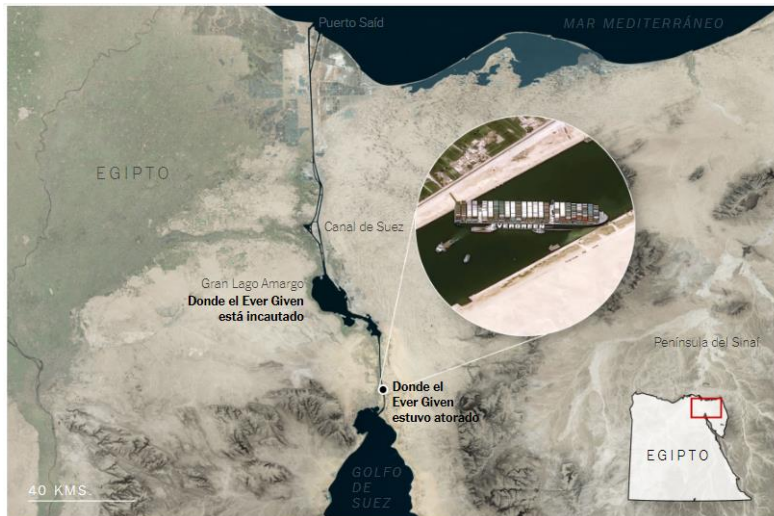 Puerto Saíd
MAR MEDITERRÁNEO
EGIPTO
Canal de Suez
EVERGREEN
Gran Lago Amargo
Donde el Ever Given
está incautado
Península del Sinaí
Donde el
Ever Given
estuvo atorado
EGIPTO
GOLFO
DE
SUEZ
40 KMS.